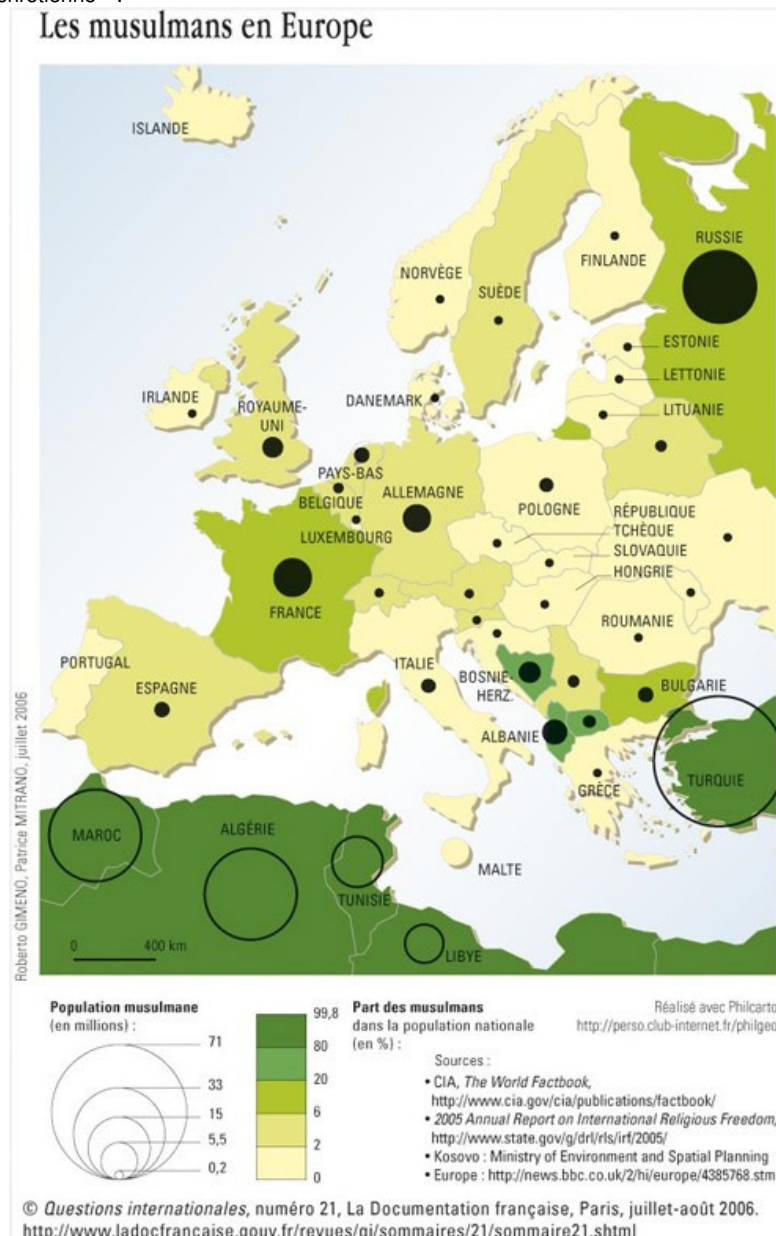 Les musulmans en Europe
ISLANDE
RUSSIE
FINLANDE
NORVÈGE
SUÈDE
ESTONIE
LETTONIE
LITUANIE
DANEMARK
IRLANDE
ROYAUME-
UNI
PAYS-BAS
BELGIQUE
ALLEMAGNE
LUXEMBOURG
POLOGNE
RÉPUBLIQUE
TCHÈQUE
SLOVAQUIE
HONGRIE
FRANCE
ROUMANIE
PORTUGAL
ESPAGNE
ITALIE
BOSNIE-
HERZ.
BULGARIE
ALBANIE
GRÈCE
TURQUIE
MAROC
ALGÉRIE
TUNISIE
MALTE
LIBYE
0 400 km
Roberto GIMENO, Patrice MITRANO, juillet 2006
Population musulmane
(en millions) :
71
33
15
5,5
0,2
99,8
80
20
6
2
0
Part des musulmans
dans la population nationale
(en %) :
Réalisé avec Philcarto
http://perso.club-internet.fr/philgeo
Sources :
• CIA, The World Factbook,
http://www.cia.gov/cia/publications/factbook/
• 2005 Annual Report on International Religious Freedom,
http://www.state.gov/g/drl/rls/irf/2005/
• Kosovo : Ministry of Environment and Spatial Planning
• Europe : http://news.bbc.co.uk/2/hi/europe/4385768.stm
© Questions internationales, numéro 21, La Documentation française, Paris, juillet-août 2006.
http://www.ladocfrancaise.gouv.fr/revues/qi/sommaires/21/sommaire21.shtml